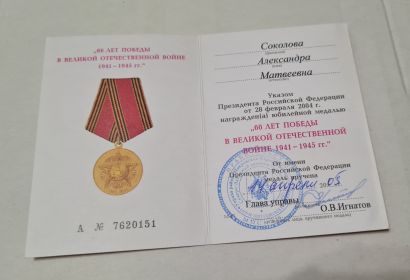 „60 ЛЕТ ПОБЕДЫ
В ВЕЛИКОЙ ОТЕЧЕСТВЕННОЙ ВОЙНЕ
1941–1945 гг."
А № 7620151
Соколова
Александра
Матвеевна
Указом
Президента Российской Федерации
от 28 февраля 2004 г.
награжден(а) юбилейной медалью
„60 ЛЕТ ПОБЕДЫ
В ВЕЛИКОЙ ОТЕЧЕСТВЕННОЙ
ВОЙНЕ 1941–1945 гг."
От имени
Президента Российской Федерации
медаль вручена
апреля 2005
Глава управы
О.В.Игнатов